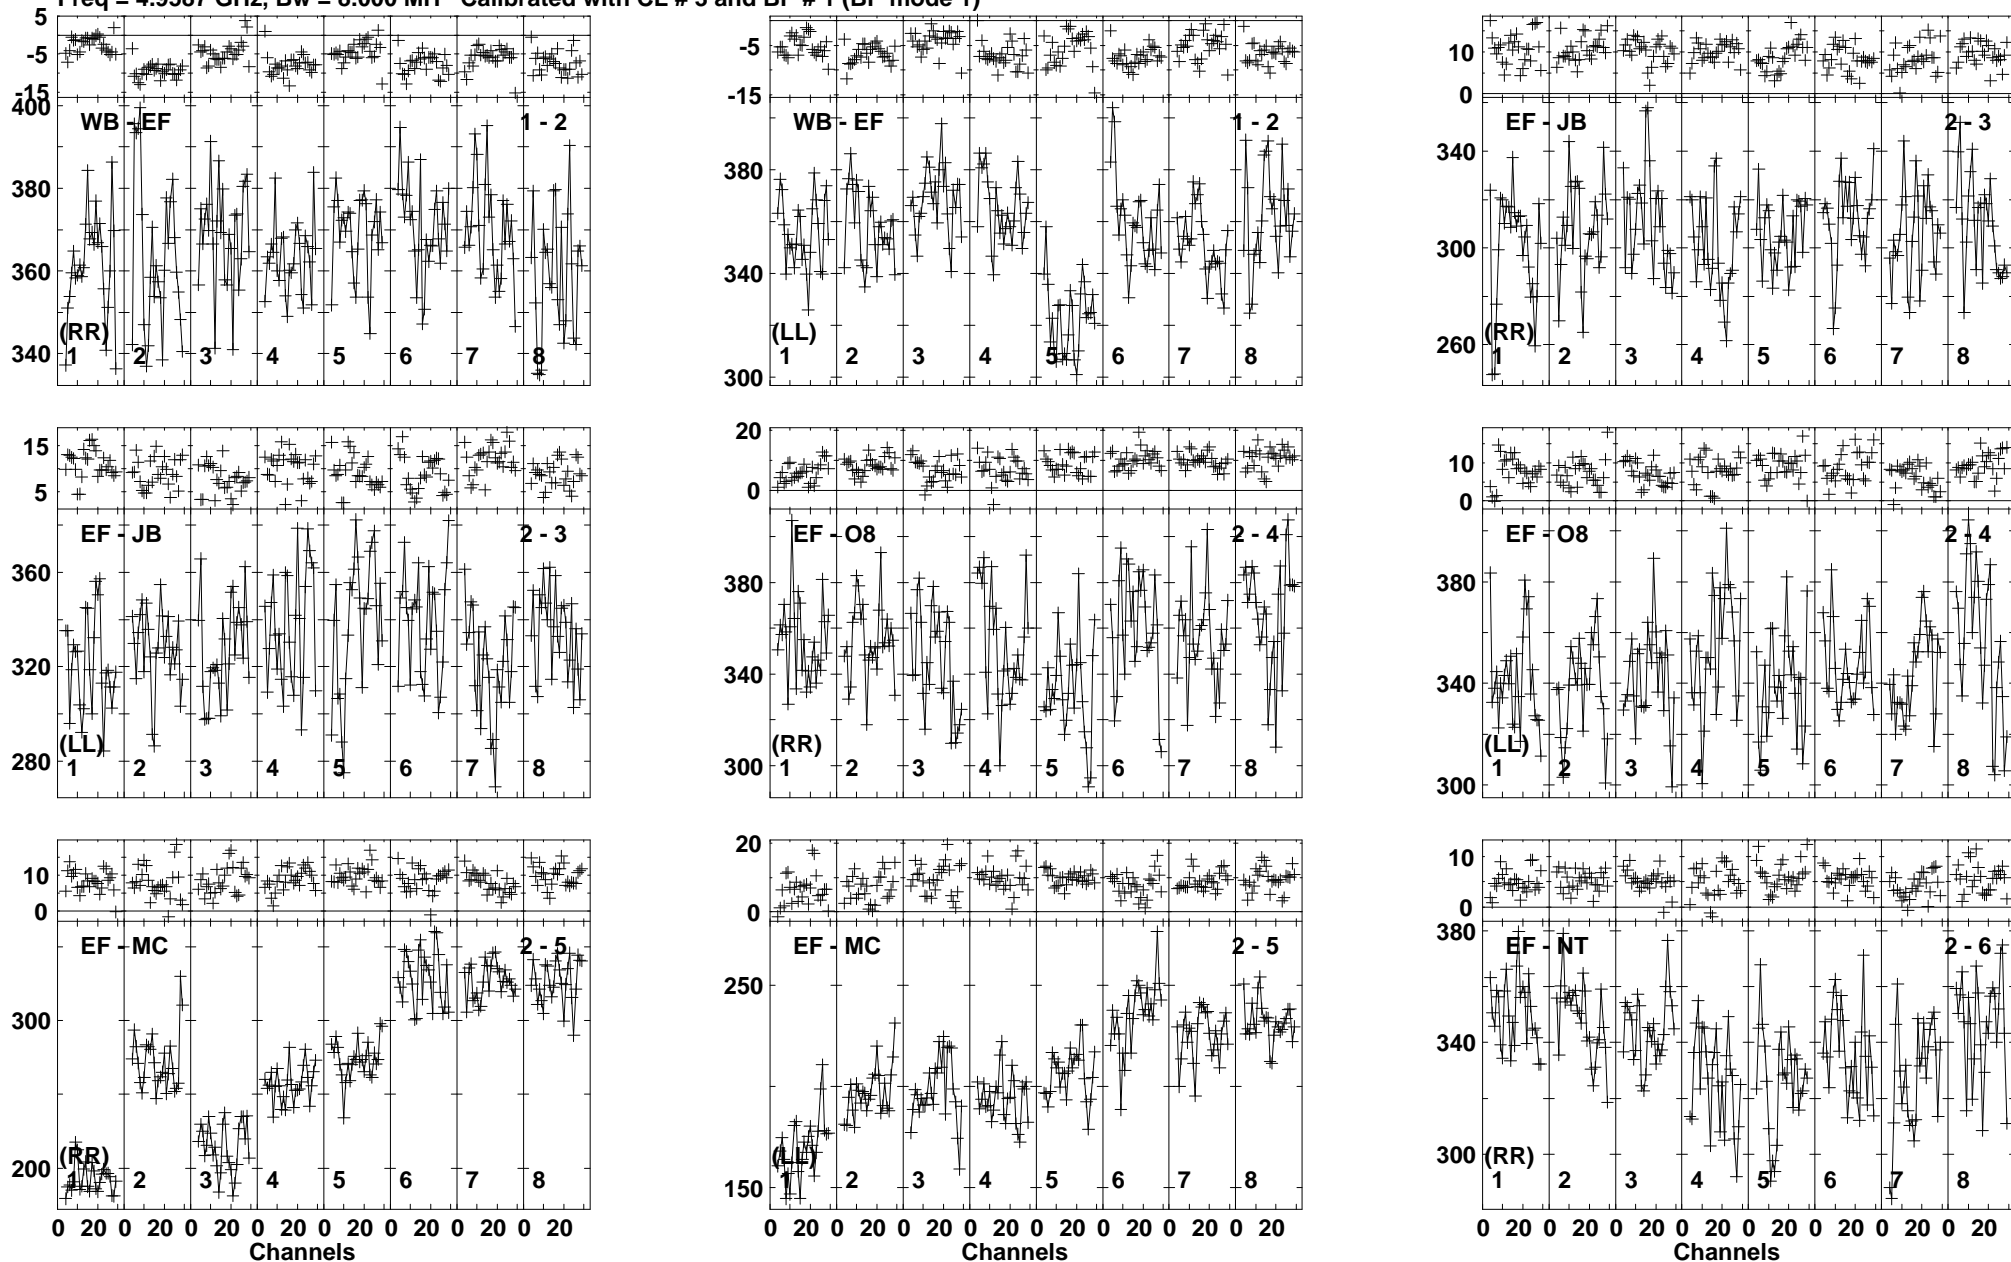 Freq = 4.9587 GHz, Bw = 8.000 MH Calibrated with CL # 3 and BP # 1 (BP mode 1)
5 -5 -15
400 380 360 340
WB - EF 1 - 2
(RR)
1 2 3 4 5 6 7 8
-5 -15
380 340 300
WB - EF 1 - 2
(LL)
1 2 3 4 5 6 7 8
10 0
340 300 260
EF - JB 2 - 3
(RR)
1 2 3 4 5 6 7 8
15 5
360 320 280
EF - JB 2 - 3
(LL)
1 2 3 4 5 6 7 8
20 10 0
380 340 300
EF - O8 2 - 4
(RR)
1 2 3 4 5 6 7 8
10 0
380 340 300
EF - O8 2 - 4
(LL)
1 2 3 4 5 6 7 8
10 0
300 200
EF - MC 2 - 5
(RR)
1 2 3 4 5 6 7 8
0 20 0 20 0 20 0 20 0 20 0 20 0 20 0 20
Channels
20 10 0
250 150
EF - MC 2 - 5
(LL)
1 2 3 4 5 6 7 8
0 20 0 20 0 20 0 20 0 20 0 20 0 20 0 20
Channels
10 0
380 340 300
EF - NT 2 - 6
(RR)
1 2 3 4 5 6 7 8
0 20 0 20 0 20 0 20 0 20 0 20 0 20 0 20
Channels